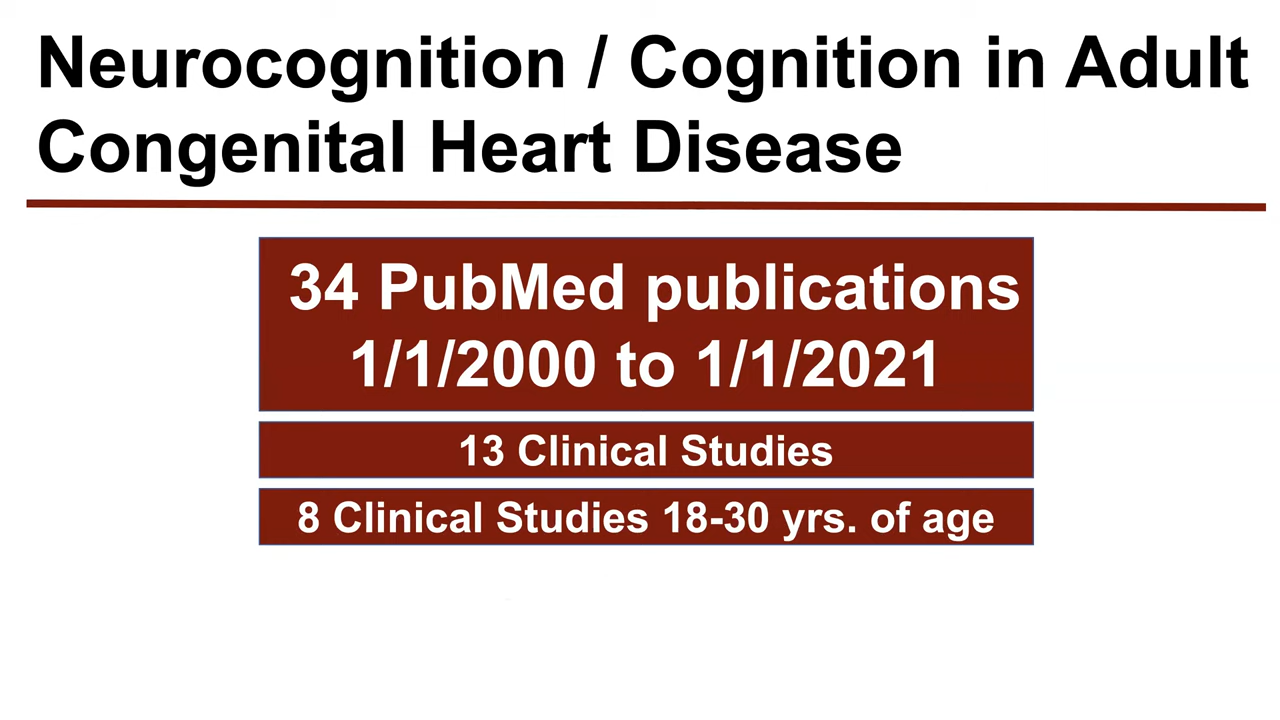 Neurocognition / Cognition in Adult
Congenital Heart Disease
34 PubMed publications
1/1/2000 to 1/1/2021
13 Clinical Studies
8 Clinical Studies 18-30 yrs. of age